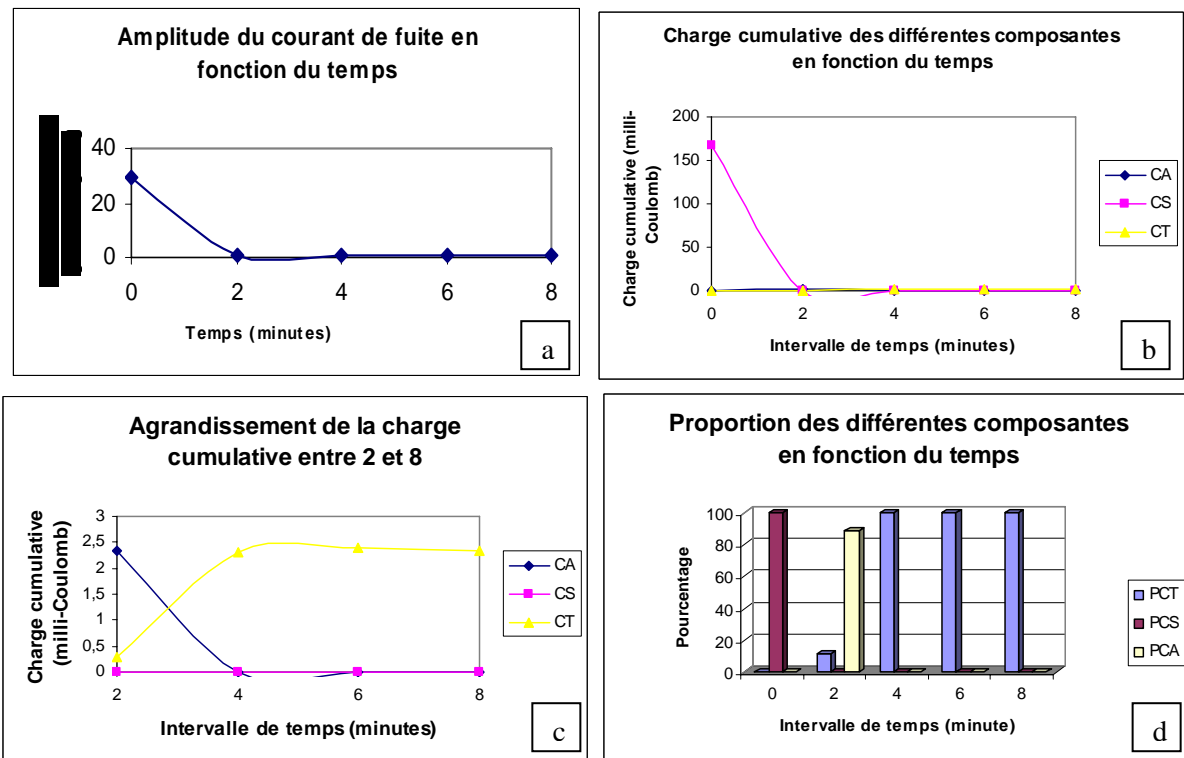 Amplitude du courant de fuite en
fonction du temps
40
20
0
0 2 4 6 8
Temps (minutes)
a
Charge cumulative des différentes composantes
en fonction du temps
Charge cumulative (milli-
Coulomb)
200
150
100
50
0
0 2 4 6 8
Intervalle de temps (minutes)
CA
CS
CT
b
Agrandissement de la charge
cumulative entre 2 et 8
Charge cumulative
(milli-Coulomb)
3
2,5
2
1,5
1
0,5
0
2 4 6 8
Intervalle de temps (minutes)
CA
CS
CT
c
Proportion des différentes composantes
en fonction du temps
Pourcentage
100
80
60
40
20
0
0 2 4 6 8
Intervalle de temps (minute)
PCT
PCS
PCA
d